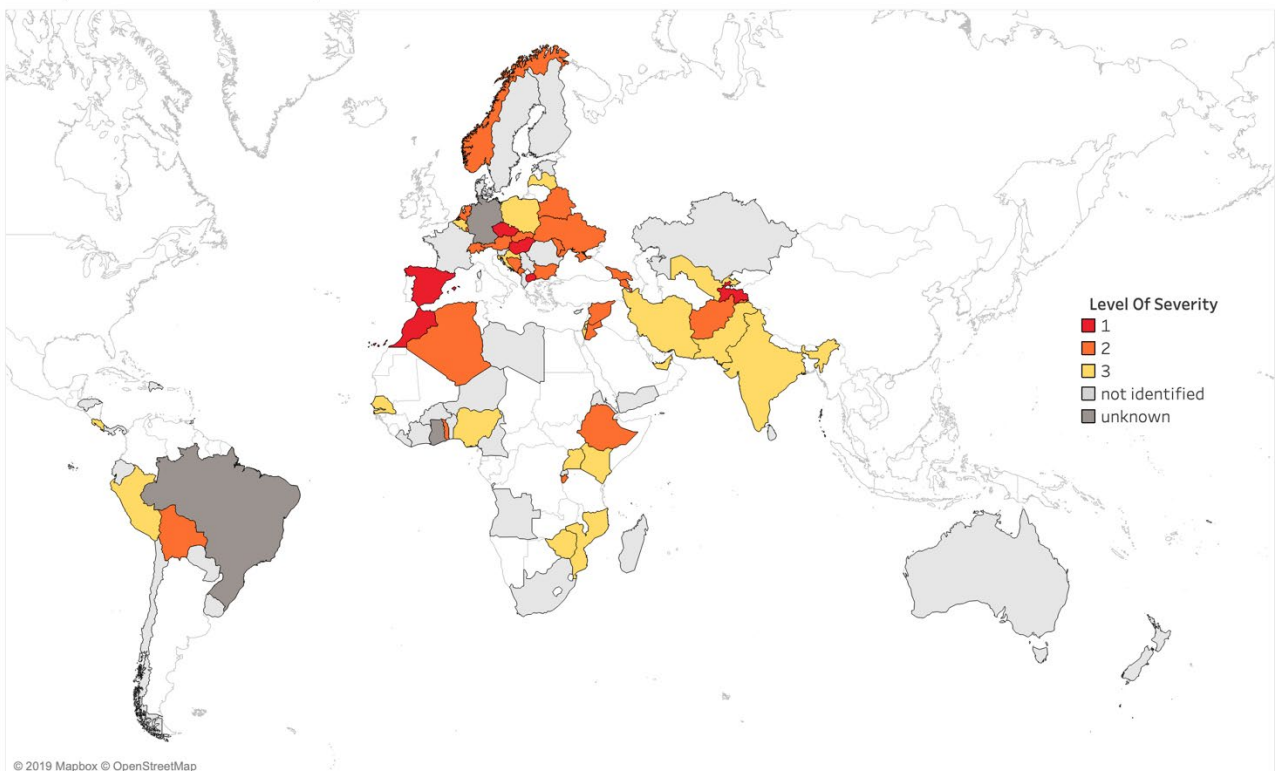 Level Of Severity
1
2
3
not identified
unknown
© 2019 Mapbox © OpenStreetMap